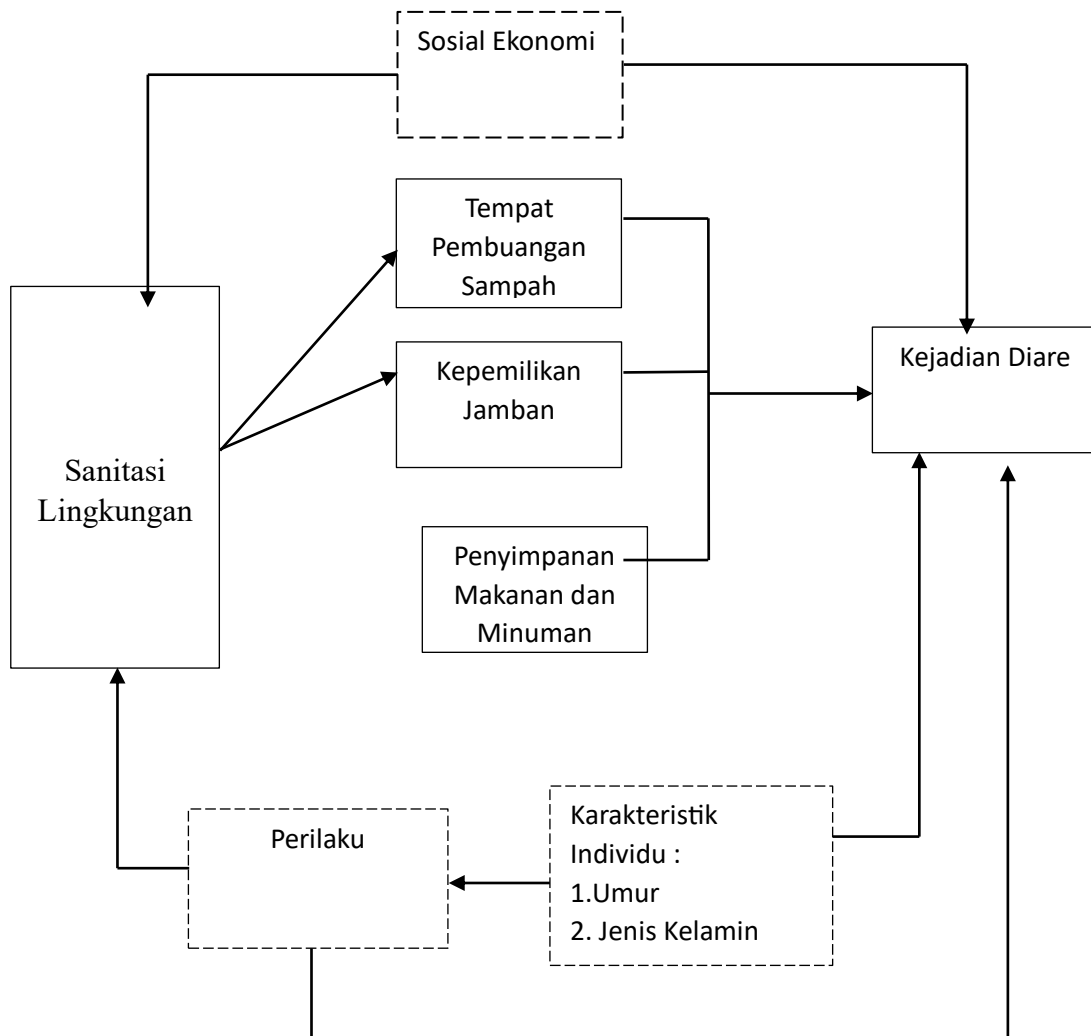 Sosial Ekonomi
Tempat
Pembuangan
Sampah
Kepemilikan
Jamban
Kejadian Diare
Sanitasi
Lingkungan
Penyimpanan
Makanan dan
Minuman
Perilaku
Karakteristik
Individu :
1.Umur
2. Jenis Kelamin